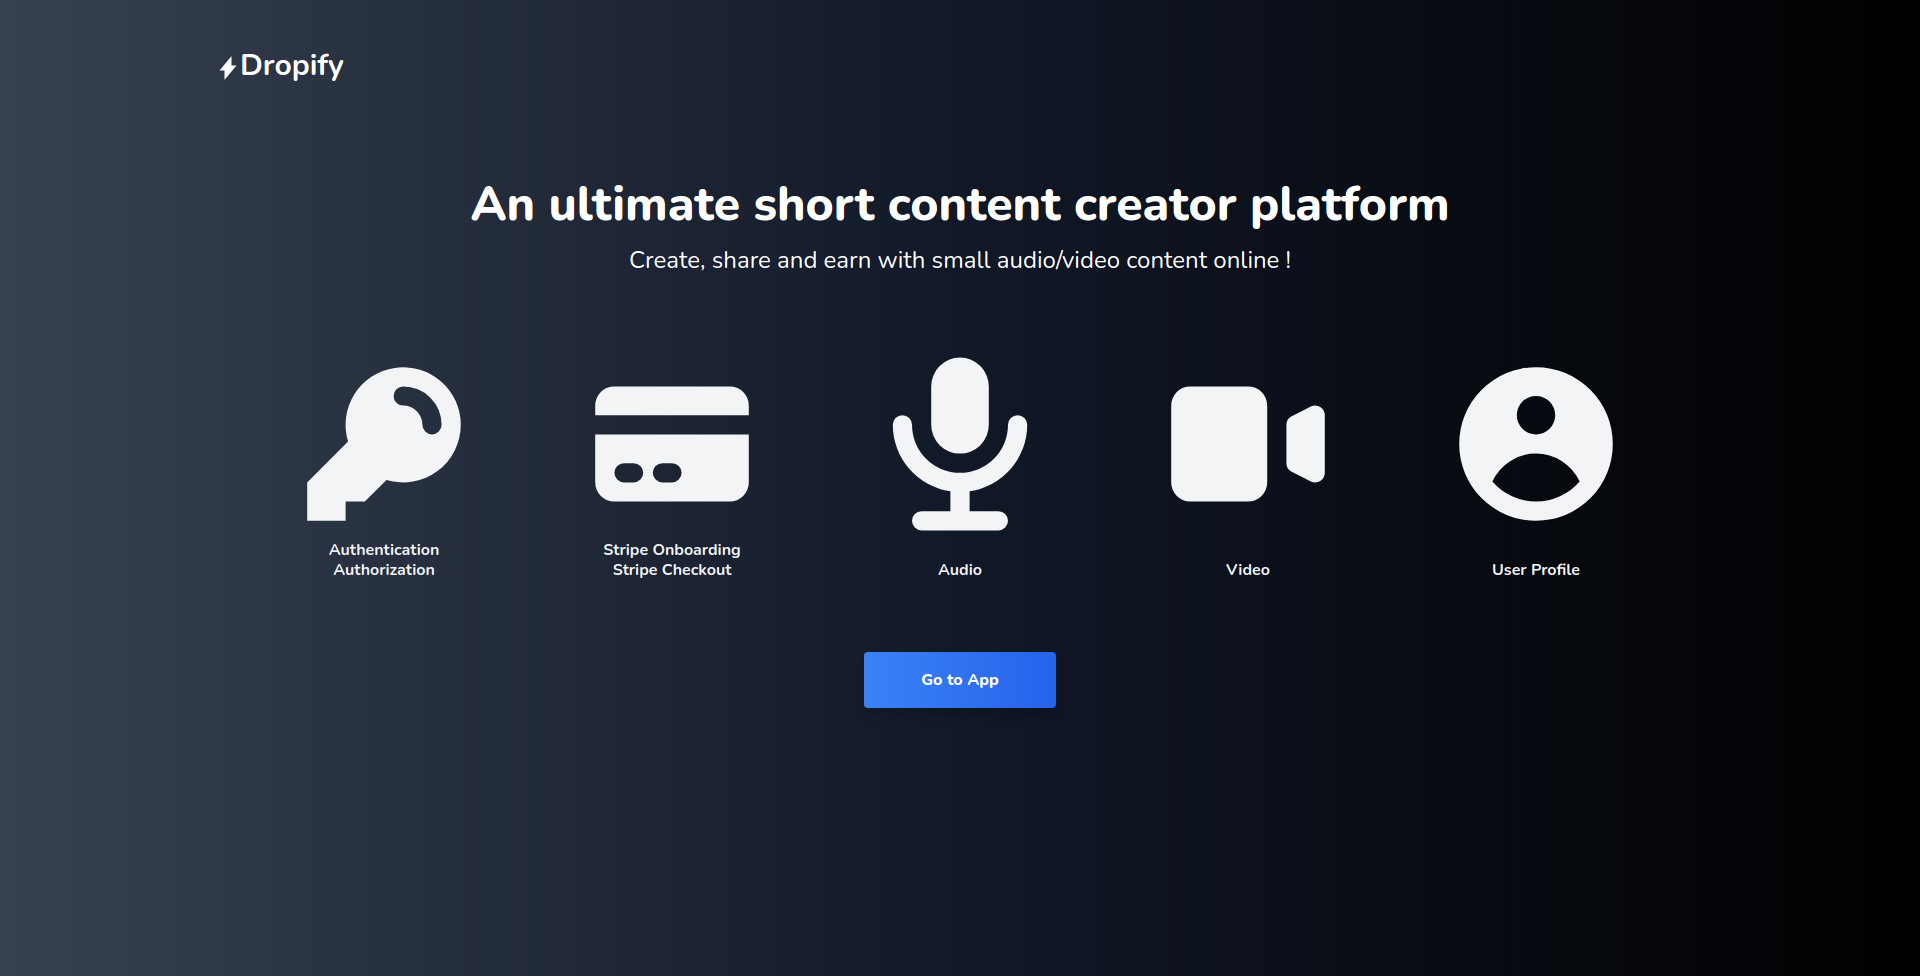 Dropify
An ultimate short content creator platform
Create, share and earn with small audio/video content online !
Authentication
Authorization
Stripe Onboarding
Stripe Checkout
Audio
Video
User Profile
Go to App